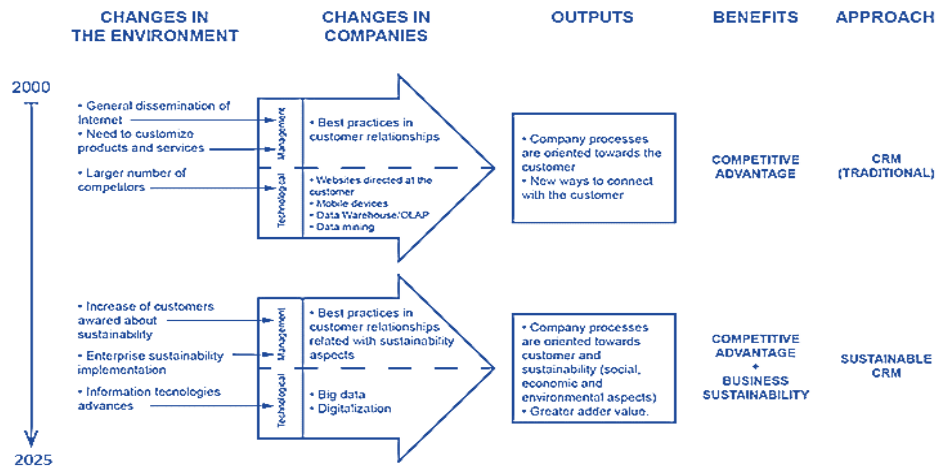 CHANGES IN
THE ENVIRONMENT
CHANGES IN
COMPANIES
OUTPUTS
BENEFITS
APPROACH
2000
• General dissemination of
Internet
• Need to customize
products and services
• Larger number of
competitors
Management
Technological
• Best practices in
customer relationships
• Websites directed at the
customer
• Mobile devices
• Data Warehouse/OLAP
• Data mining
• Company processes
are oriented towards the
customer
• New ways to connect
with the customer
COMPETITIVE
ADVANTAGE
CRM
(TRADITIONAL)
• Increase of customers
awared about
sustainability
• Enterprise sustainability
implementation
• Information tecnologies
advances
Management
Technological
• Best practices in
customer relationships
related with sustainability
aspects
• Big data
• Digitalization
• Company processes
are oriented towards
customer and
sustainability (social,
economic and
environmental aspects)
• Greater adder value.
COMPETITIVE
ADVANTAGE
+
BUSINESS
SUSTAINABILITY
SUSTAINABLE
CRM
2025